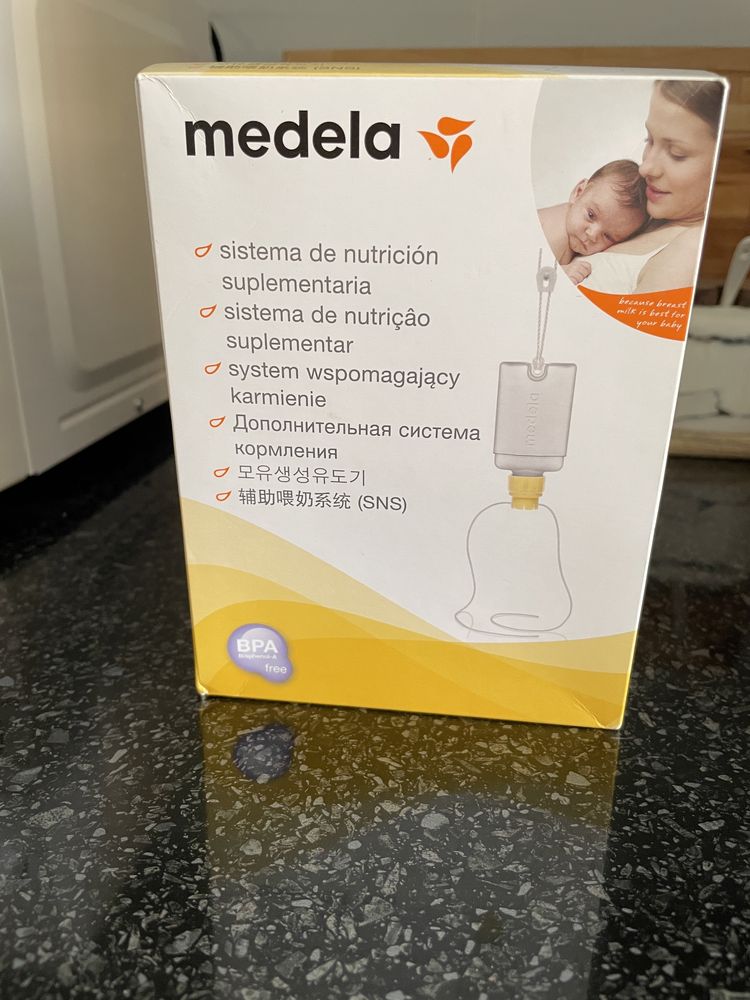 medela
because breast
milk is best for
your baby
sistema de nutrición
suplementaria
sistema de nutriçâo
suplementar
system wspomagający
karmienie
Дополнительная система
кормления
모유생성유도기
辅助喂奶系统 (SNS)
medela
BPA
Bisphenol-A
free